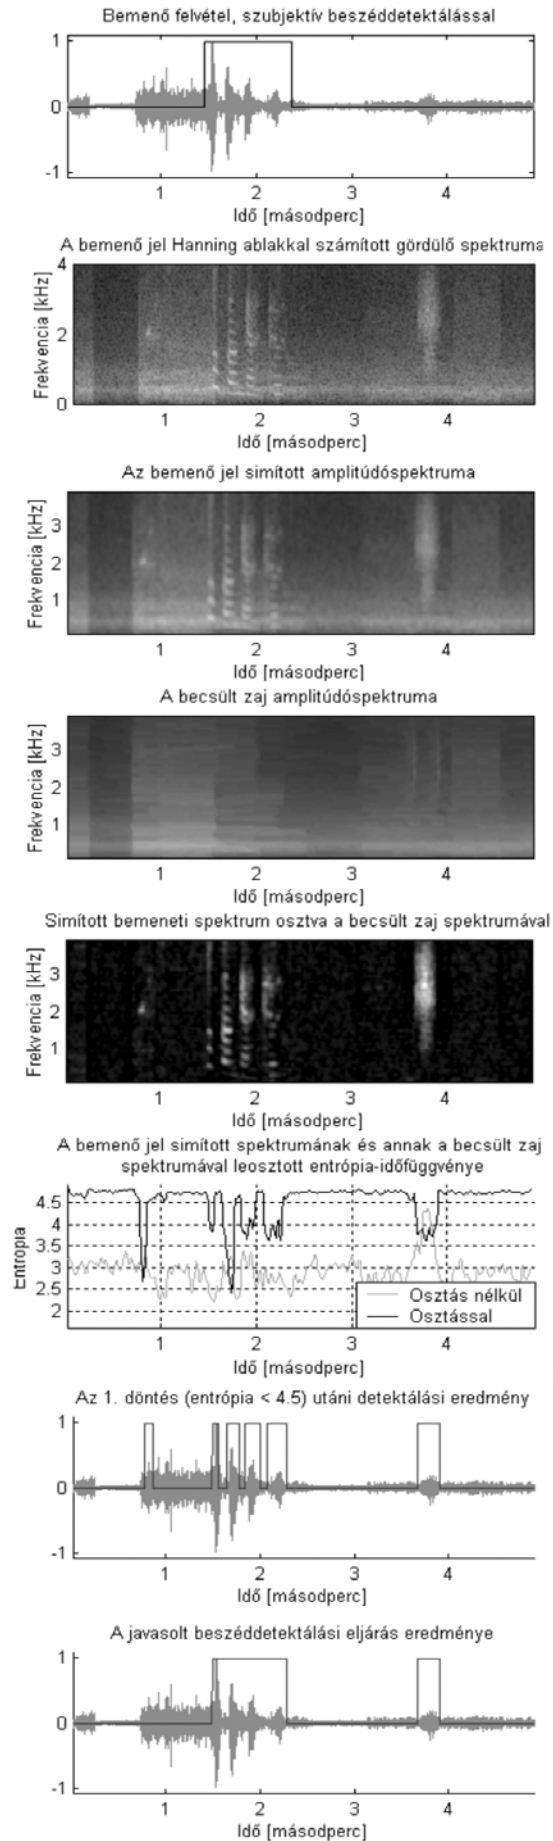 Bemenő felvétel, szubjektív beszéddetektálással
1
0
-1
1 2 3 4
Idő [másodperc]
A bemenő jel Hanning ablakkal számított gördülő spektruma
Frekvencia [kHz]
4
2
0
1 2 3 4
Idő [másodperc]
Az bemenő jel simított amplitúdóspektruma
Frekvencia [kHz]
3
2
1
1 2 3 4
Idő [másodperc]
A becsült zaj amplitúdóspektruma
Frekvencia [kHz]
3
2
1
1 2 3 4
Idő [másodperc]
Simított bemeneti spektrum osztva a becsült zaj spektrumával
Frekvencia [kHz]
3
2
1
1 2 3 4
Idő [másodperc]
A bemenő jel simított spektrumának és annak a becsült zaj
spektrumával leosztott entrópia-időfüggvénye
Entrópia
4.5
4
3.5
3
2.5
2
Osztás nélkül
Osztással
1 2 3 4
Idő [másodperc]
Az 1. döntés (entrópia < 4.5) utáni detektálási eredmény
1
0
-1
1 2 3 4
Idő [másodperc]
A javasolt beszéddetektálási eljárás eredménye
1
0
-1
1 2 3 4
Idő [másodperc]